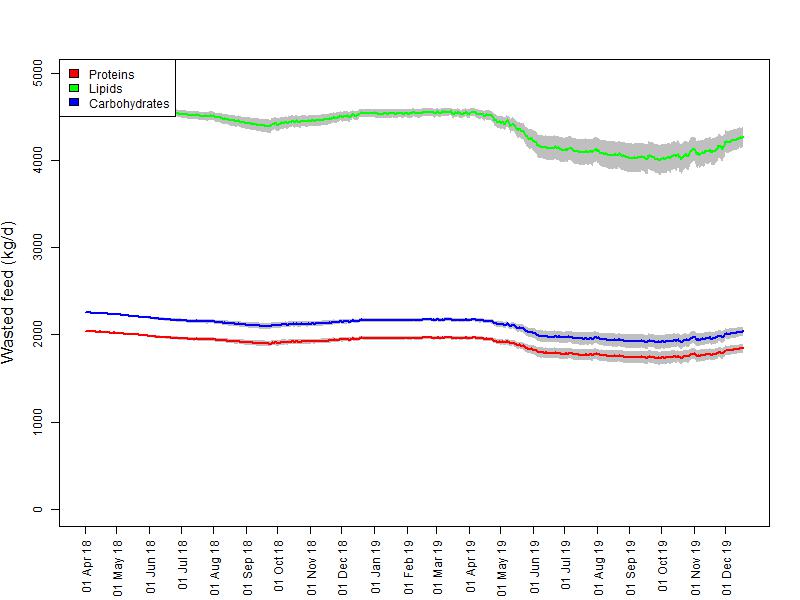 Proteins
Lipids
Carbohydrates
Wasted feed (kg/d)
5000
4000
3000
2000
1000
0
01 Apr 18
01 May 18
01 Jun 18
01 Jul 18
01 Aug 18
01 Sep 18
01 Oct 18
01 Nov 18
01 Dec 18
01 Jan 19
01 Feb 19
01 Mar 19
01 Apr 19
01 May 19
01 Jun 19
01 Jul 19
01 Aug 19
01 Sep 19
01 Oct 19
01 Nov 19
01 Dec 19